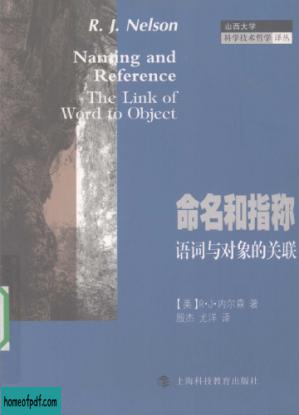 R. J. Nelson
Naming and
Reference
The Link of
Word to Object
山西大学
科学技术哲学 译丛
命名和指称
语词与对象的关联
【美】R·J·内尔森 著
殷杰 尤洋 译
上海科技教育出版社
homeofpdf.com